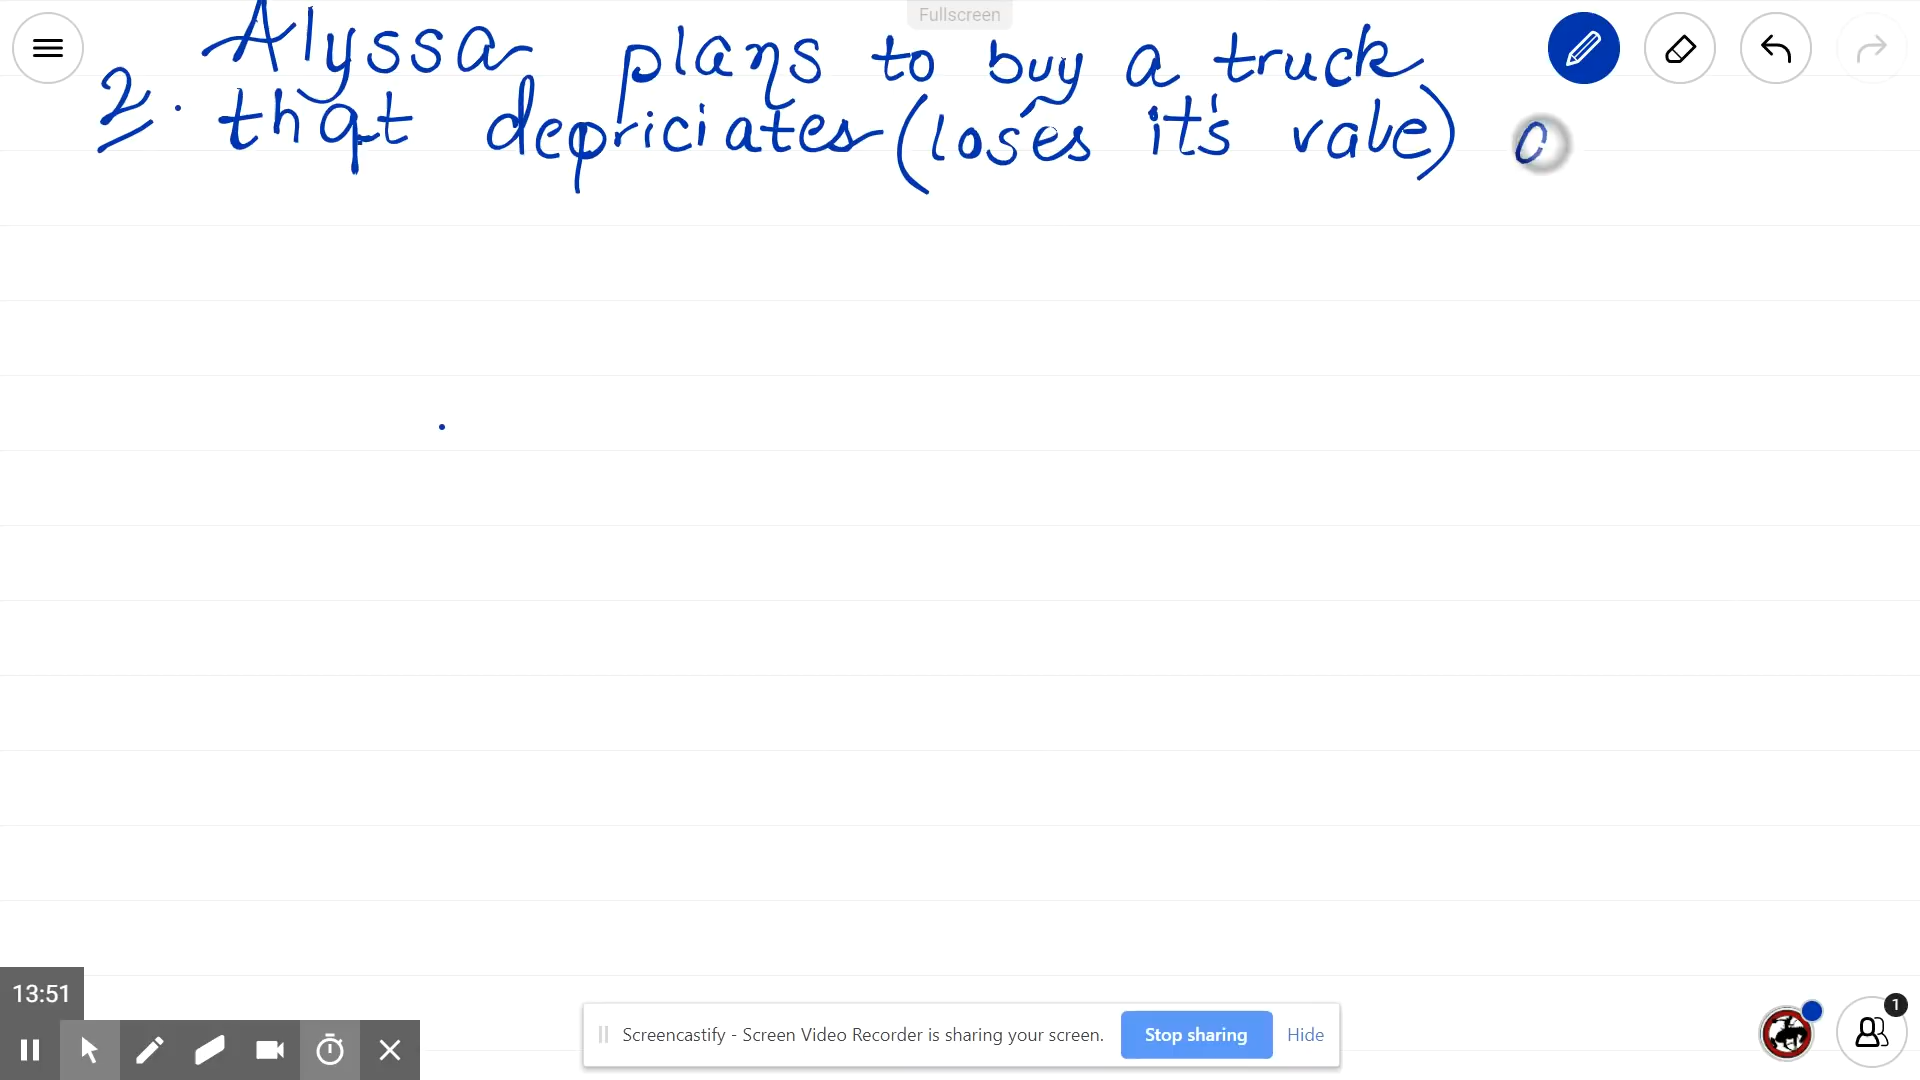 Fullscreen
Alyssa plans to buy a truck
2. that depriciates (loses it's valve)
13:51
Screencastify - Screen Video Recorder is sharing your screen. Stop sharing Hide
1